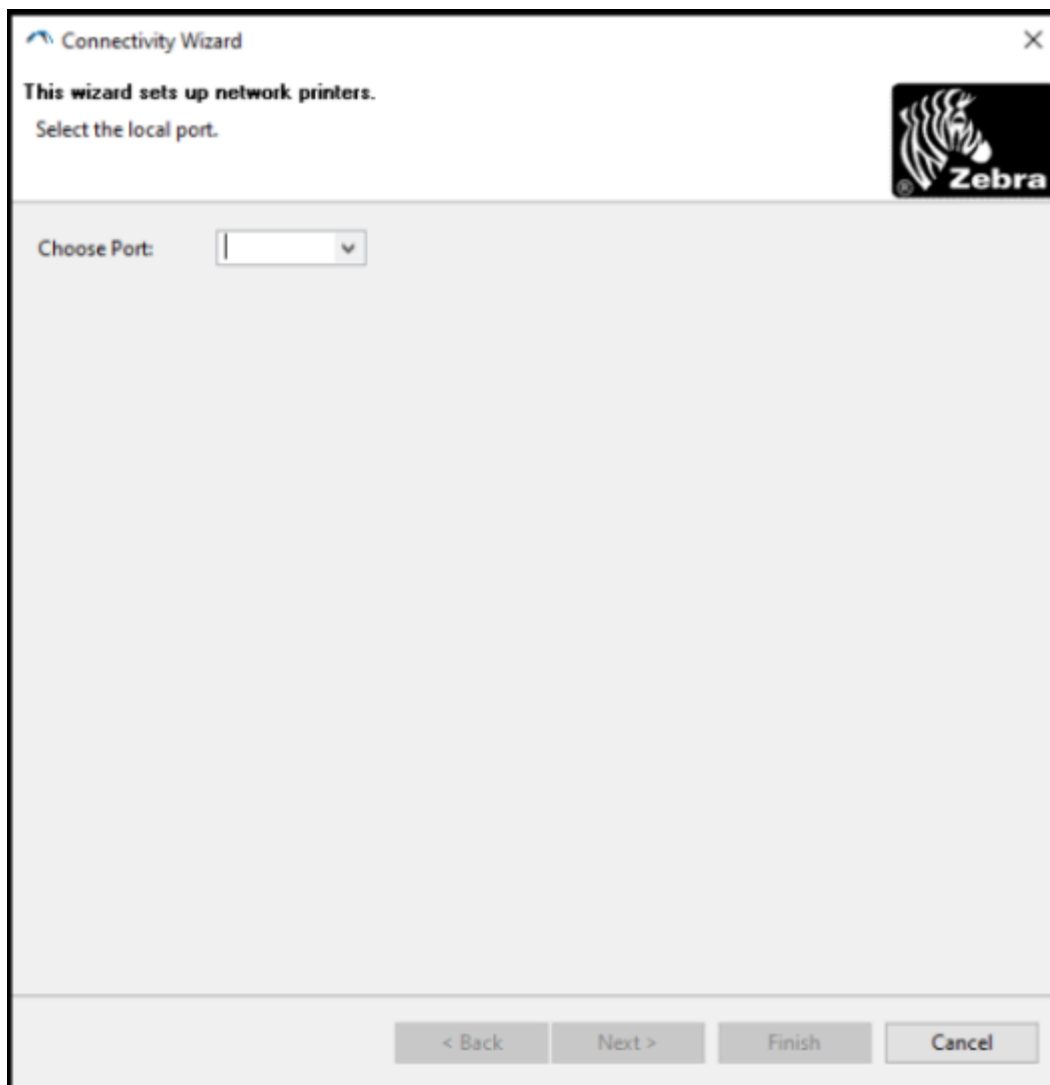 Connectivity Wizard
This wizard sets up network printers.
Select the local port.
® Zebra
Choose Port:
< Back Next > Finish Cancel